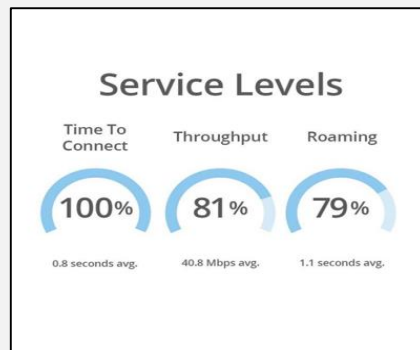 Service Levels
Time To
Connect
Throughput
Roaming
100%
81%
79%
0.8 seconds avg.
40.8 Mbps avg.
1.1 seconds avg.